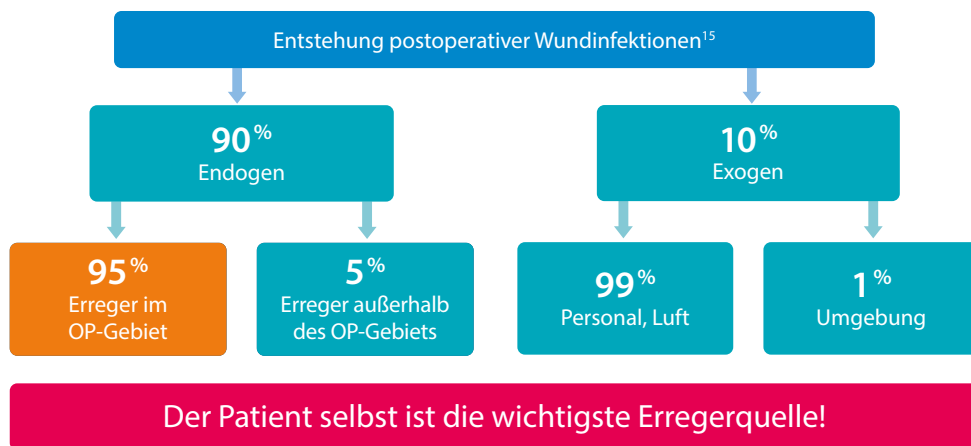 Entstehung postoperativer Wundinfektionen¹⁵
90%
Endogen
10%
Exogen
95%
Erreger im
OP-Gebiet
5%
Erreger außerhalb
des OP-Gebiets
99%
Personal, Luft
1%
Umgebung
Der Patient selbst ist die wichtigste Erregerquelle!